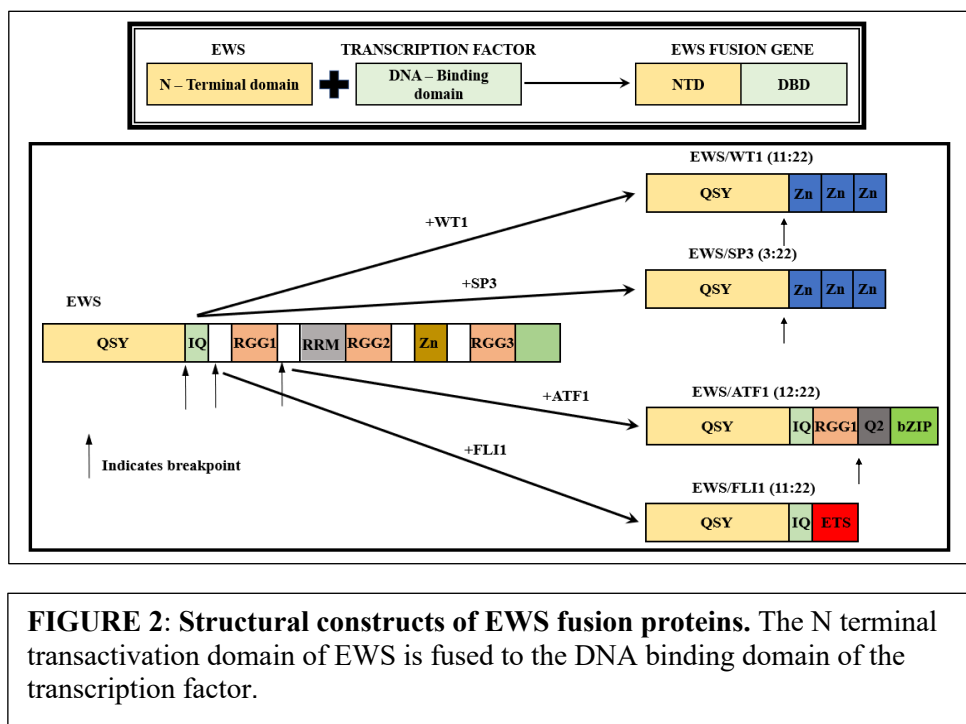 EWS TRANSCRIPTION FACTOR EWS FUSION GENE
N – Terminal domain DNA – Binding domain NTD DBD
EWS/WT1 (11:22)
QSY Zn Zn Zn
+WT1
EWS/SP3 (3:22)
QSY Zn Zn Zn
+SP3
EWS
QSY IQ RGG1 RRM RGG2 Zn RGG3
+ATF1
EWS/ATF1 (12:22)
QSY IQ RGG1 Q2 bZIP
+FLI1
Indicates breakpoint
EWS/FLI1 (11:22)
QSY IQ ETS
FIGURE 2: Structural constructs of EWS fusion proteins. The N terminal
transactivation domain of EWS is fused to the DNA binding domain of the
transcription factor.